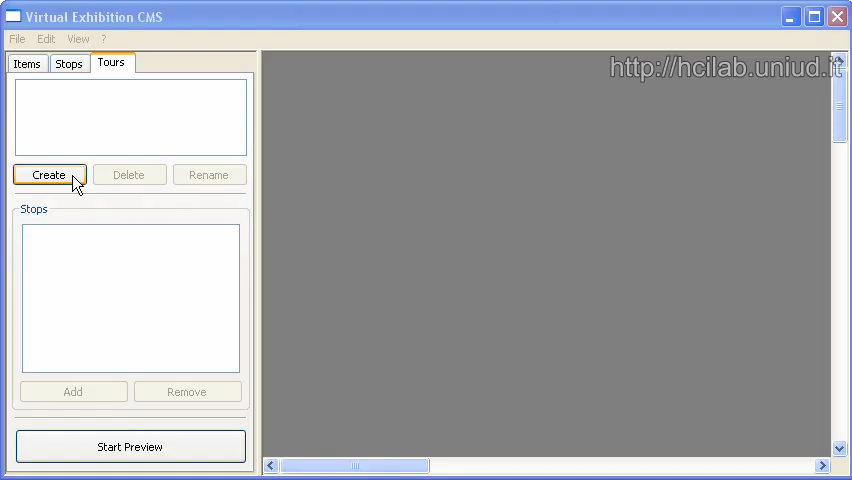 Virtual Exhibition CMS
File Edit View ?
Items Stops Tours
http://hcilab.uniud.it
Create Delete Rename
Stops
Add Remove
Start Preview